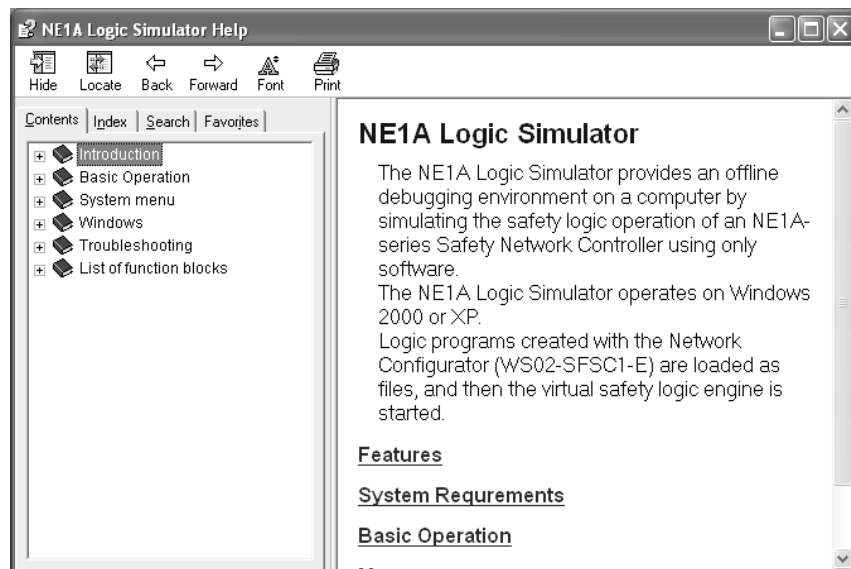 NE1A Logic Simulator Help
Hide Locate Back Forward Font Print
Contents Index Search Favorites
Introduction
Basic Operation
System menu
Windows
Troubleshooting
List of function blocks
NE1A Logic Simulator
The NE1A Logic Simulator provides an offline
debugging environment on a computer by
simulating the safety logic operation of an NE1A-
series Safety Network Controller using only
software.
The NE1A Logic Simulator operates on Windows
2000 or XP.
Logic programs created with the Network
Configurator (WS02-SFSC1-E) are loaded as
files, and then the virtual safety logic engine is
started.
Features
System Requrements
Basic Operation